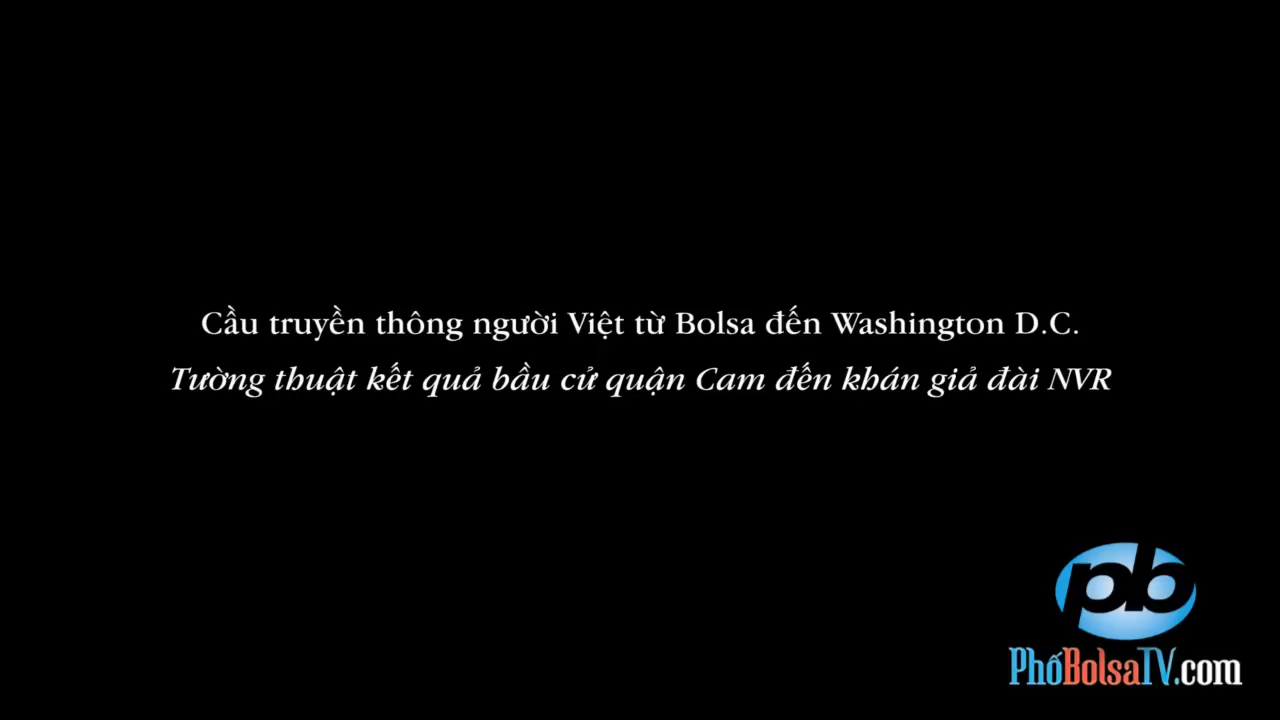 Cầu truyền thông người Việt từ Bolsa đến Washington D.C.
Tường thuật kết quả bầu cử quận Cam đến khán giả đài NVR
pb
PhốBolsaTV.com